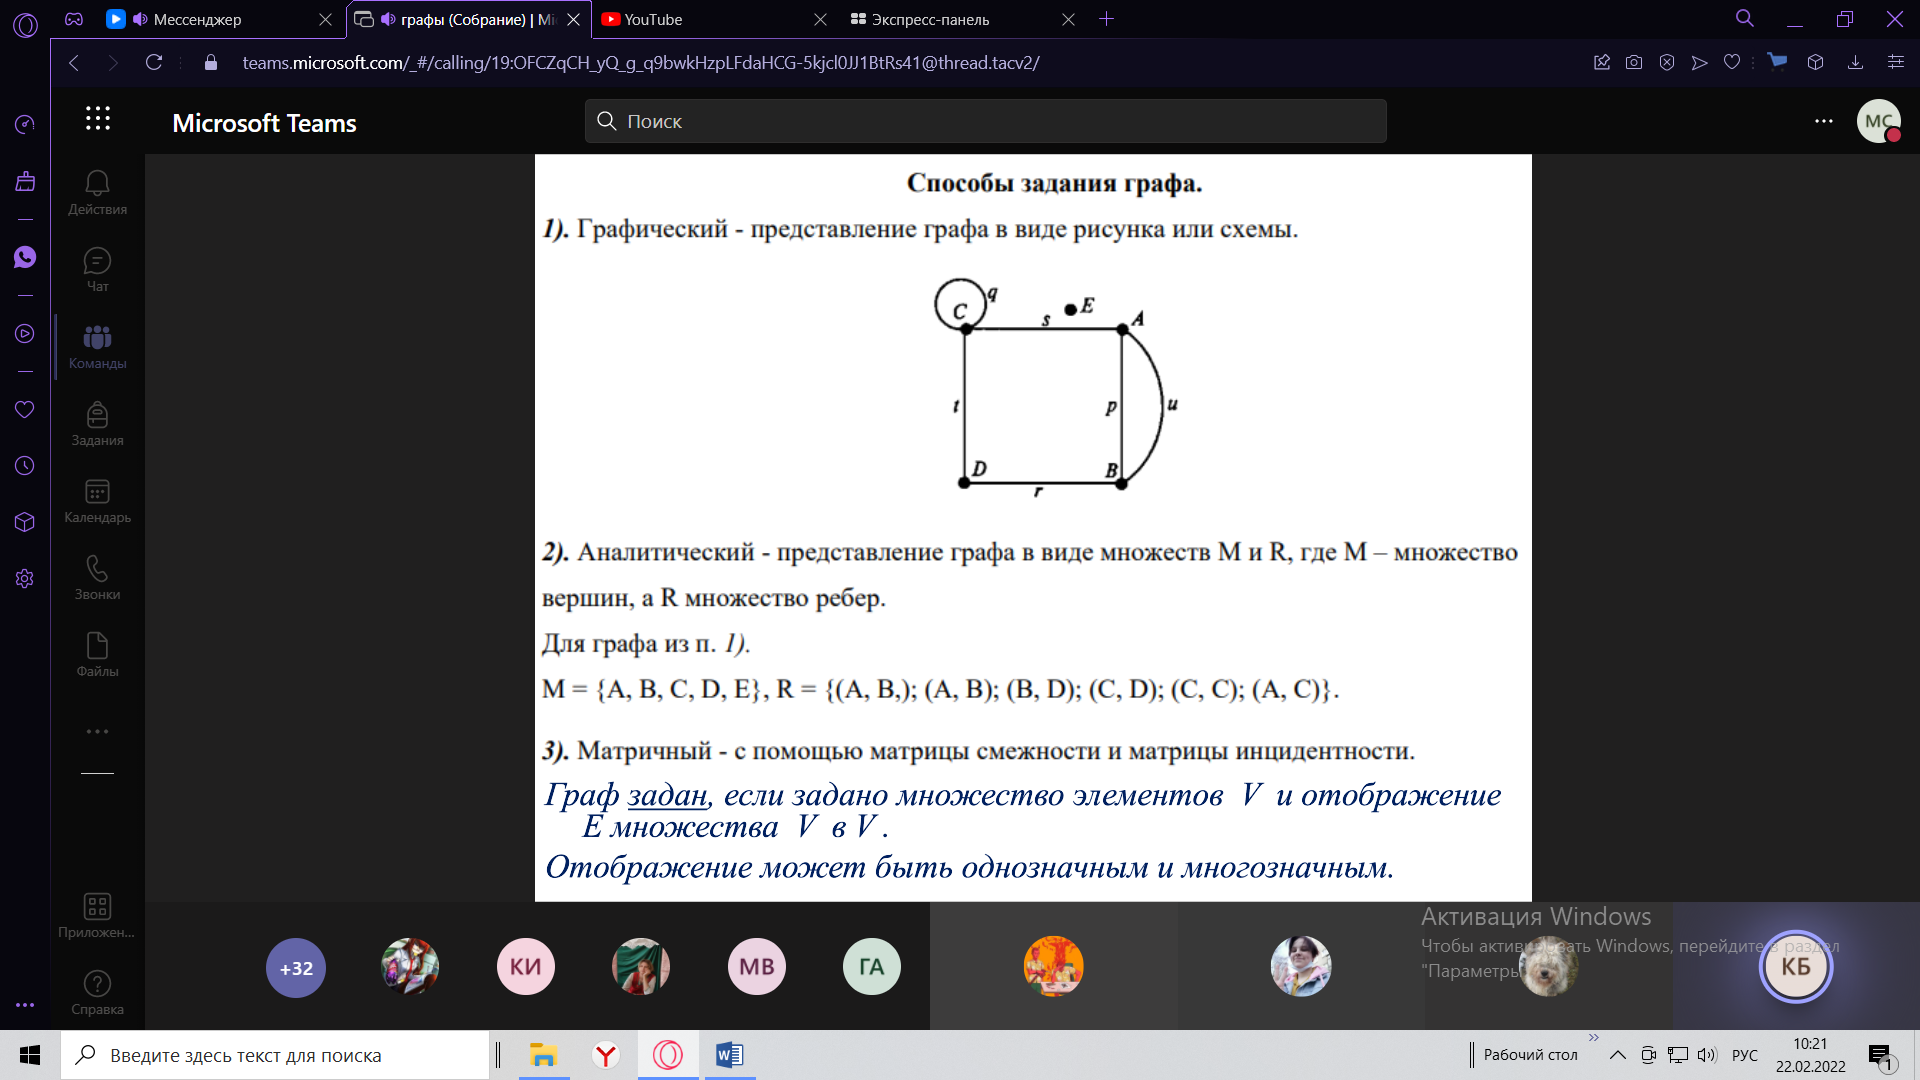 Мессенджер
графы (Собрание) | Mi
YouTube
Экспресс-панель
teams.microsoft.com/_#/calling/19:OFCZqCH_yQ_g_q9bwkHzpLFdaHCG-5kjcl0JJ1BtRs41@thread.tacv2/
Microsoft Teams
Поиск
МС
Действия
Чат
Команды
Задания
Календарь
Звонки
Файлы
Приложен...
Справка
Способы задания графа.
1). Графический - представление графа в виде рисунка или схемы.
q
C
s
E
A
t
p
u
D
B
r
2). Аналитический - представление графа в виде множеств M и R, где M – множество
вершин, а R множество ребер.
Для графа из п. 1).
M = {A, B, C, D, E}, R = {(A, B,); (A, B); (B, D); (C, D); (C, C); (A, C)}.
3). Матричный - с помощью матрицы смежности и матрицы инцидентности.
Граф задан, если задано множество элементов V и отображение
E множества V в V .
Отображение может быть однозначным и многозначным.
+32
КИ
МВ
ГА
КБ
Активация Windows
Чтобы активировать Windows, перейдите в раздел
"Параметры
Введите здесь текст для поиска
Рабочий стол
РУС
10:21
22.02.2022
1